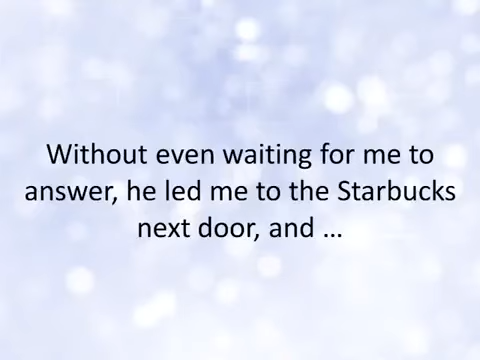 Without even waiting for me to
answer, he led me to the Starbucks
next door, and …